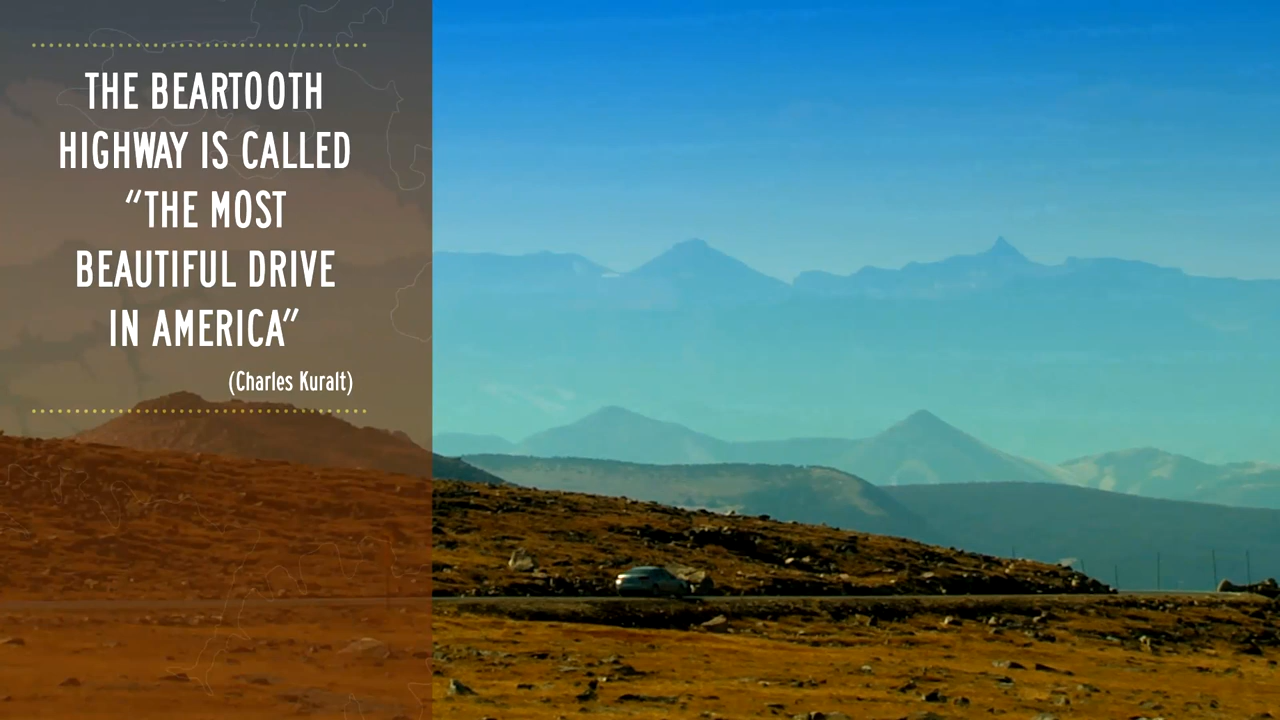 THE BEARTOOTH
HIGHWAY IS CALLED
“THE MOST
BEAUTIFUL DRIVE
IN AMERICA”
(Charles Kuralt)